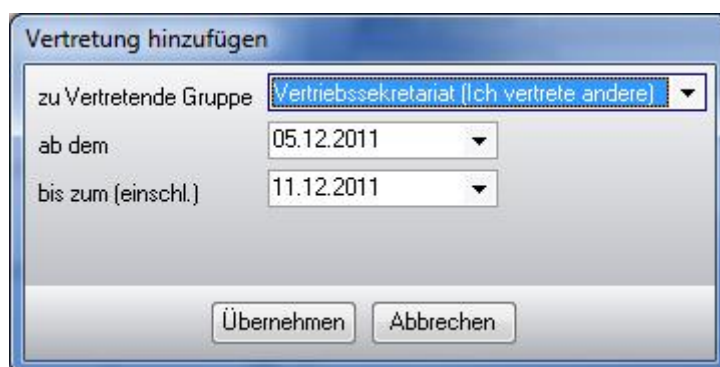 Vertretung hinzufügen
zu Vertretende Gruppe Vertriebssekretariat (Ich vertrete andere)
ab dem 05.12.2011
bis zum (einschl.) 11.12.2011
Übernehmen Abbrechen